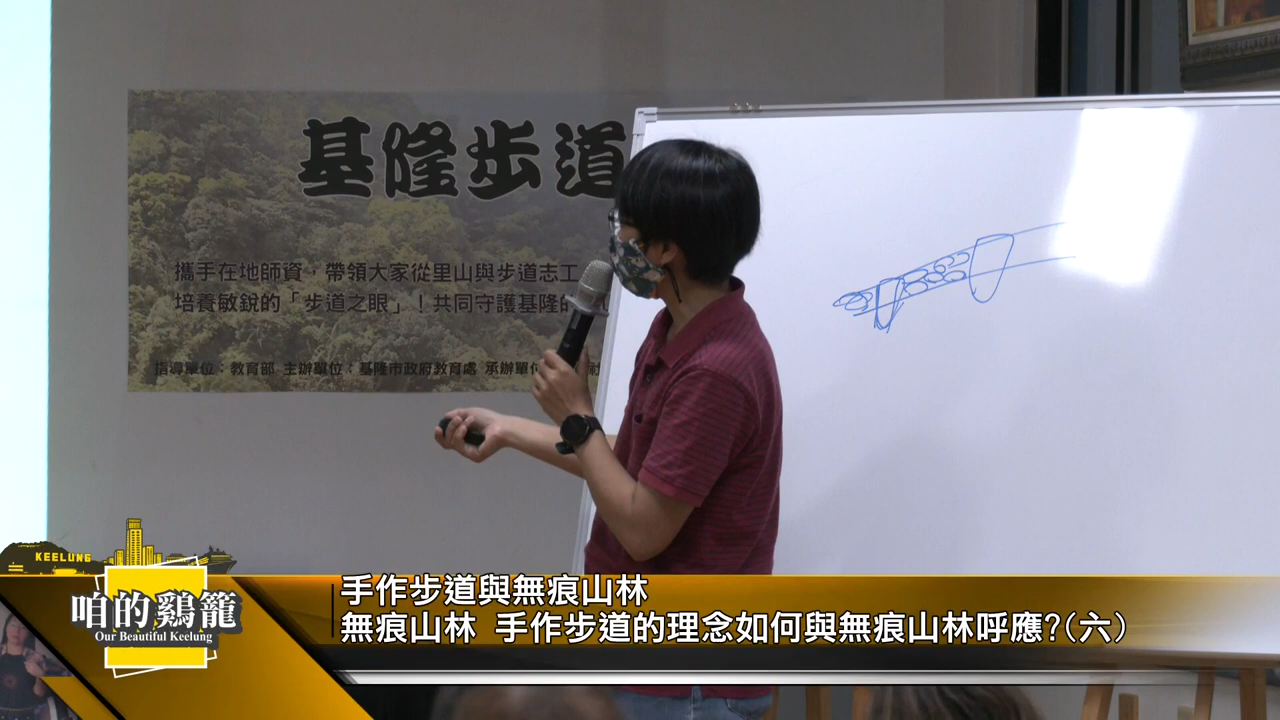 基隆步道
攜手在地師資，帶領大家從里山與步道志工
培養敏銳的「步道之眼」！共同守護基隆的
指導單位：教育部 主辦單位：基隆市政府教育處 承辦單位
KEELUNG
咱的鷄籠
Our Beautiful Keelung
手作步道與無痕山林
無痕山林 手作步道的理念如何與無痕山林呼應?(六)